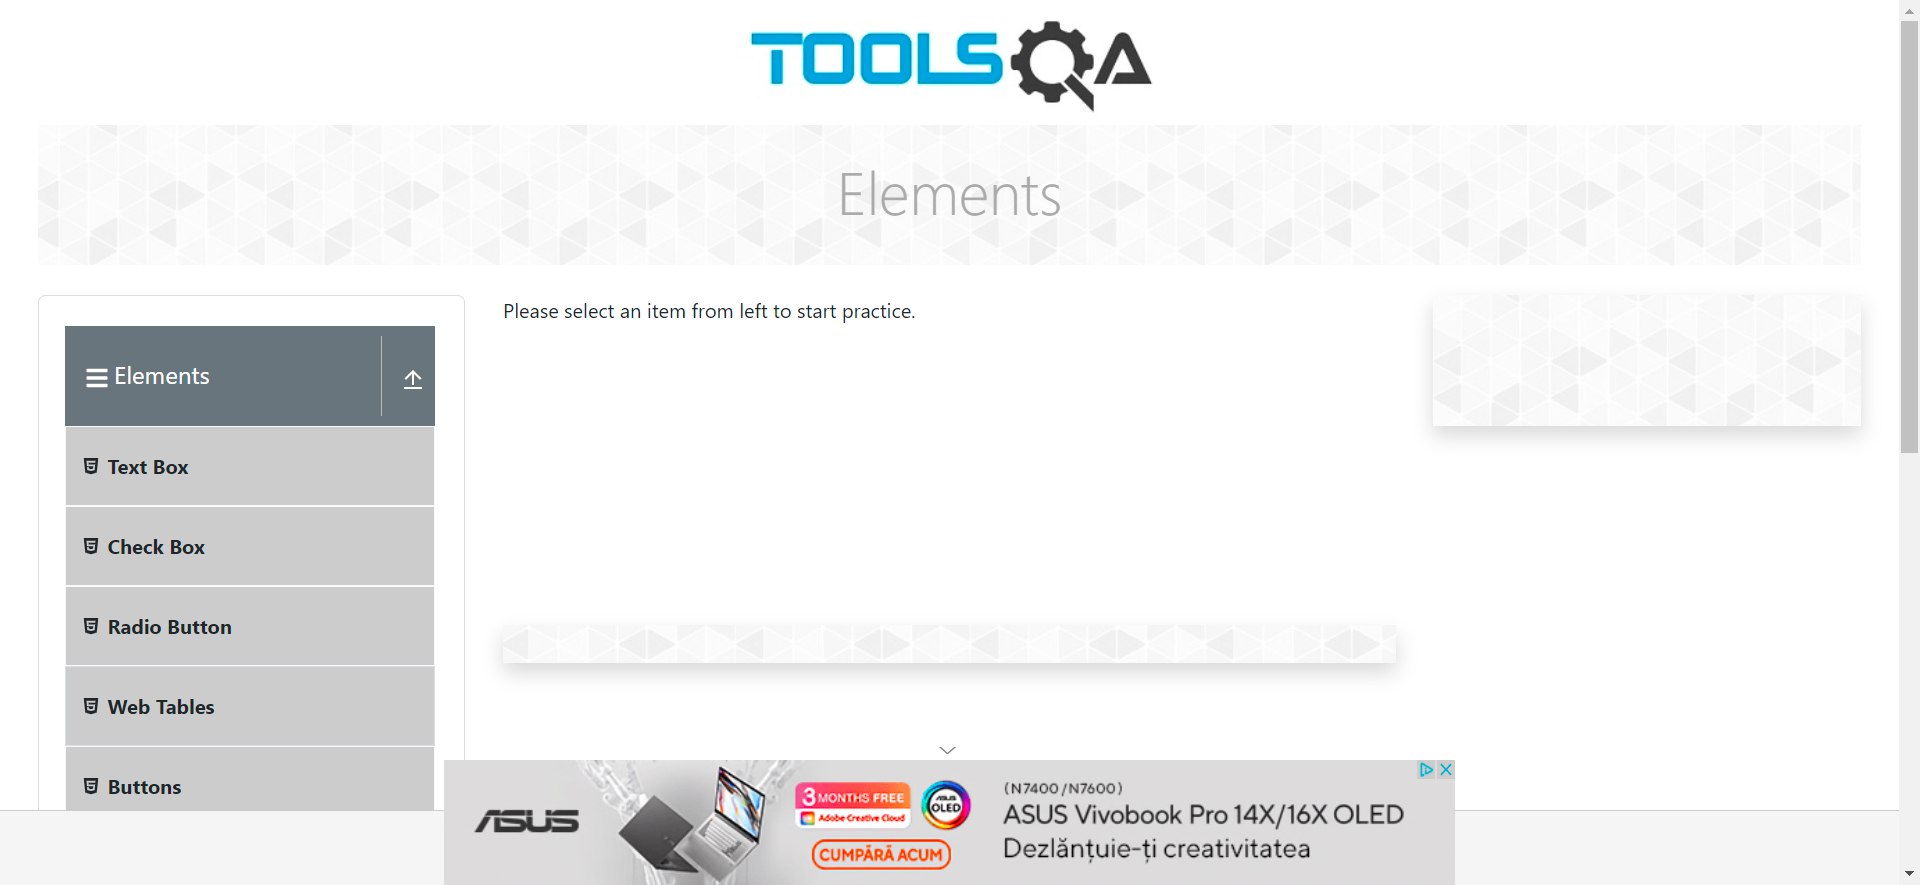 TOOLSQA
Elements
Elements
Text Box
Check Box
Radio Button
Web Tables
Buttons
Please select an item from left to start practice.
ASUS
3 MONTHS FREE
Adobe Creative Cloud
ASUS
OLED
CUMPĂRĂ ACUM
(N7400/N7600)
ASUS Vivobook Pro 14X/16X OLED
Dezlănțuie-ți creativitatea